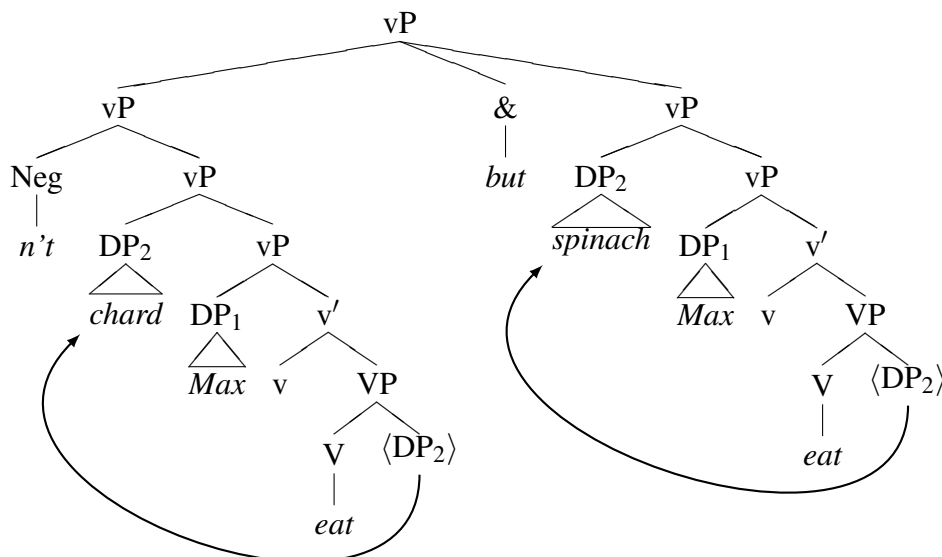 vP
vP & vP
Neg vP but DP2 vP
n't DP2 vP spinach DP1 v′
chard DP1 v′ Max v VP
Max v VP V ⟨DP2⟩
V ⟨DP2⟩ eat
eat